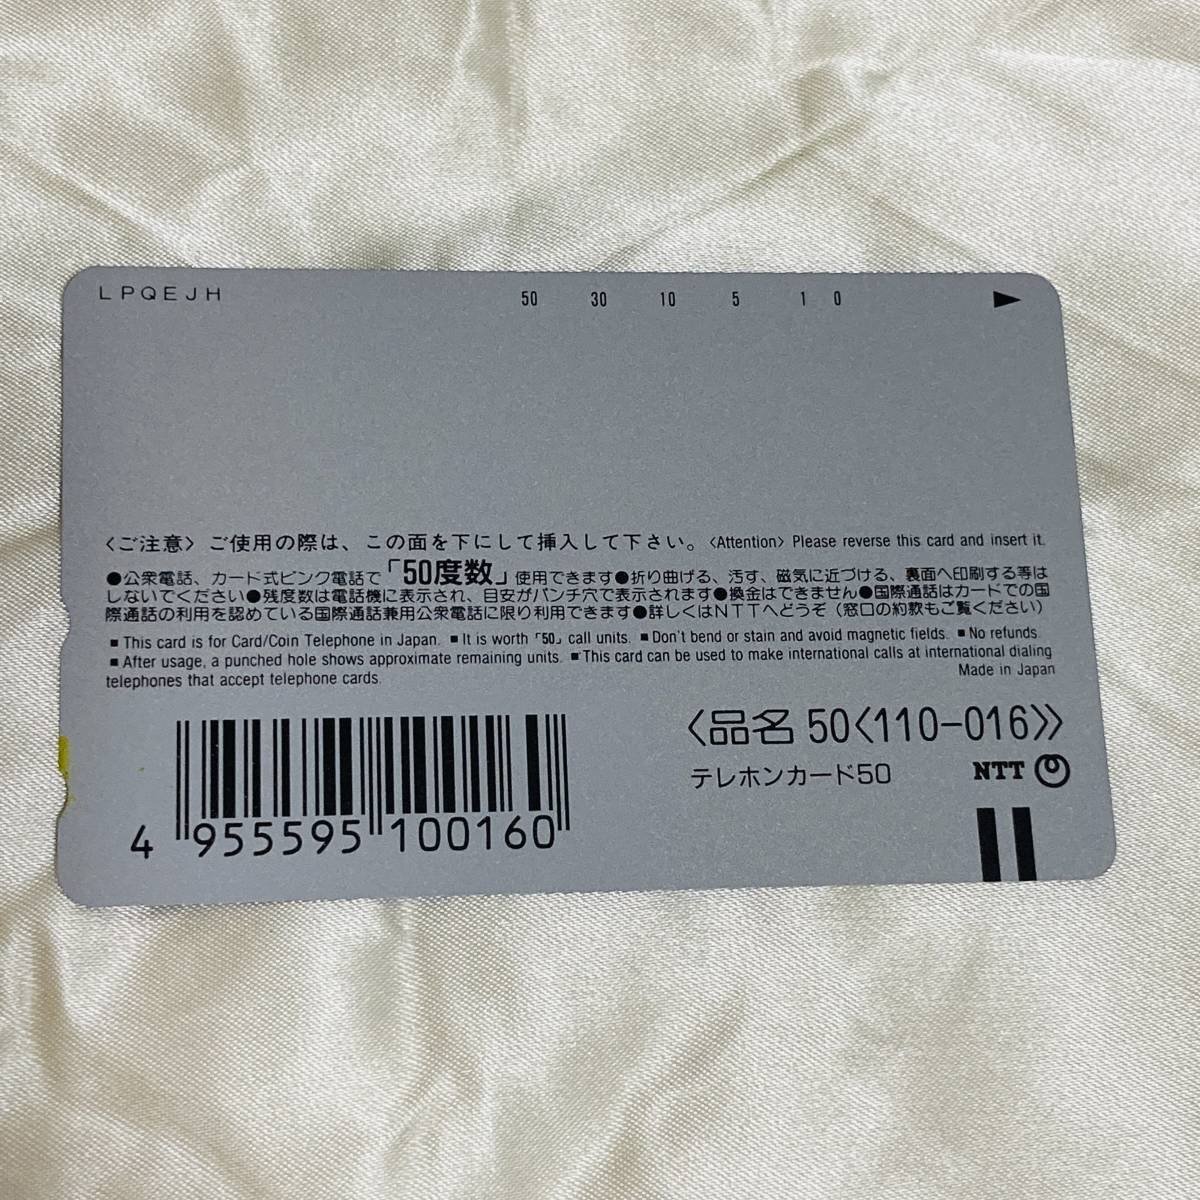 LPQEJH 50 30 10 5 1 0
〈ご注意〉ご使用の際は、この面を下にして挿入して下さい。〈Attention〉Please reverse this card and insert it.
●公衆電話、カード式ピンク電話で「50度数」使用できます●折り曲げる、汚す、磁気に近づける、裏面へ印刷する等は
しないでください●残度数は電話機に表示され、目安がパンチ穴で表示されます●換金はできません●国際通話はカードでの国
際通話の利用を認めている国際通話兼用公衆電話に限り利用できます●詳しくはNTTへどうぞ（窓口の約款もご覧ください）
■This card is for Card/Coin Telephone in Japan. ■It is worth「50」call units. ■Don't bend or stain and avoid magnetic fields. ■No refunds.
■After usage, a punched hole shows approximate remaining units. ■This card can be used to make international calls at international dialing
telephones that accept telephone cards.
Made in Japan
〈品名 50〈110-016〉〉
テレホンカード50
NTT
4 955595 100160